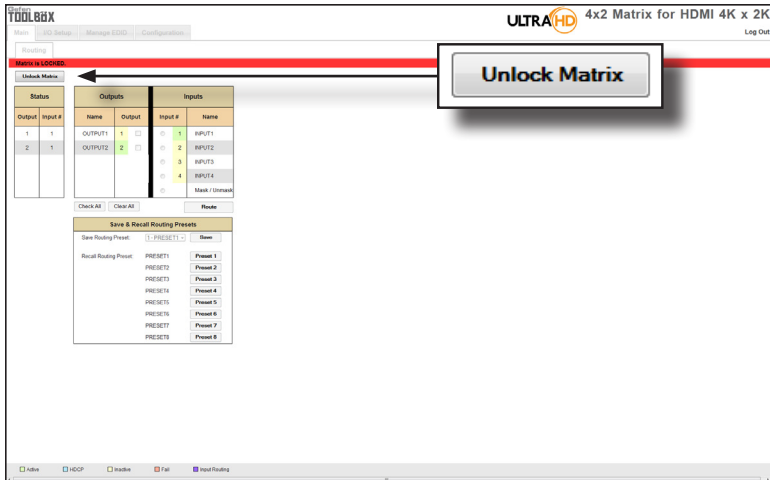 Gefen
TOOLBOX
ULTRA HD 4x2 Matrix for HDMI 4K x 2K
Log Out
Main I/O Setup Manage EDID Configuration
Routing
Matrix is LOCKED.
Unlock Matrix
Unlock Matrix
Status Outputs Inputs
Output Input # Name Output Input # Name
1 1 OUTPUT1 1 1 INPUT1
2 1 OUTPUT2 2 2 INPUT2
3 INPUT3
4 INPUT4
Mask / Unmask
Check All Clear All Route
Save & Recall Routing Presets
Save Routing Preset: 1 - PRESET1 Save
Recall Routing Preset: PRESET1 Preset 1
PRESET2 Preset 2
PRESET3 Preset 3
PRESET4 Preset 4
PRESET5 Preset 5
PRESET6 Preset 6
PRESET7 Preset 7
PRESET8 Preset 8
Active HDCP Inactive Fail Input Routing